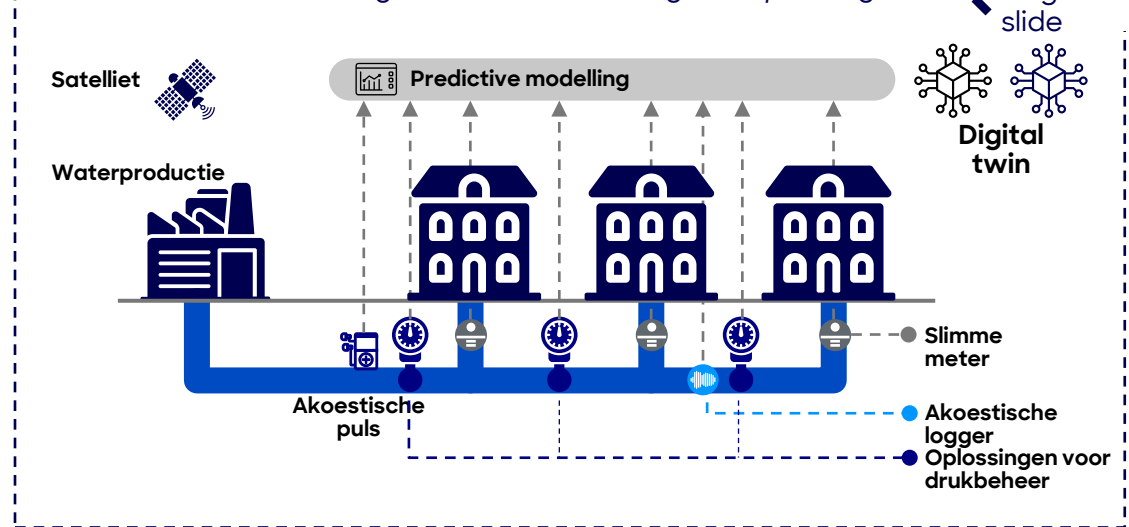 slide
Satelliet
Predictive modelling
Digital
twin
Waterproductie
Slimme
meter
Akoestische
puls
Akoestische
logger
Oplossingen voor
drukbeheer